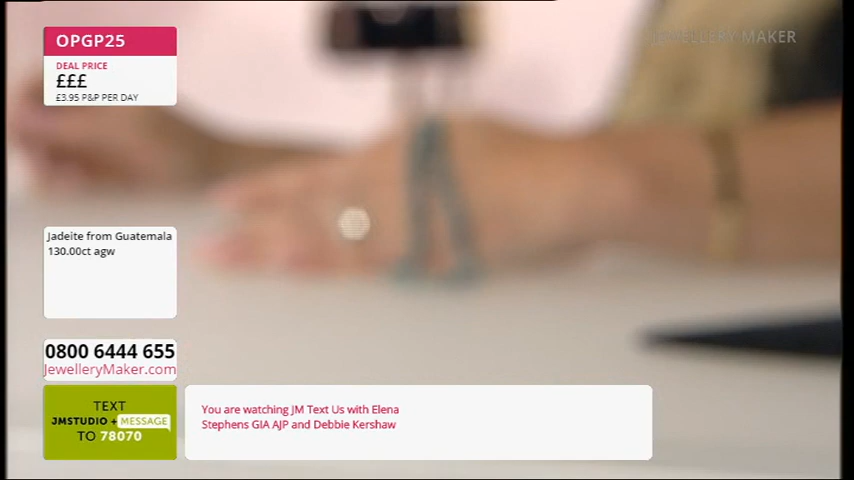 OPGP25
DEAL PRICE
£££
£3.95 P&P PER DAY
JEWELLERY MAKER
Jadeite from Guatemala
130.00ct agw
0800 6444 655
JewelleryMaker.com
TEXT
JMSTUDIO + MESSAGE
TO 78070
You are watching JM Text Us with Elena
Stephens GIA AJP and Debbie Kershaw